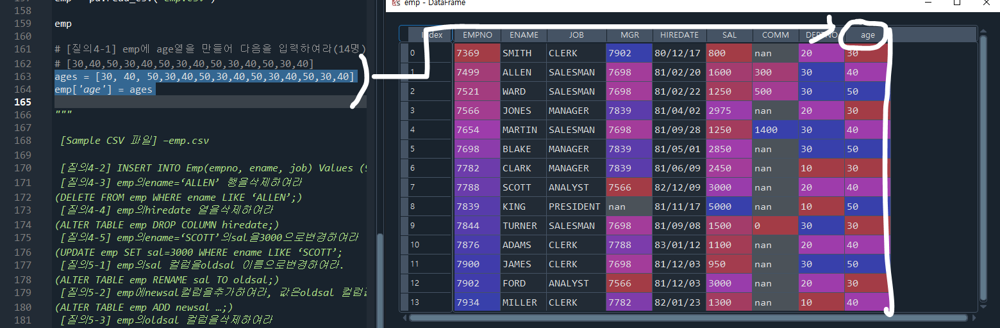 158
159 emp
160
161 # [질의4-1] emp에 age열을 만들어 다음을 입력하여라(14명)
162 # [30,40,50,30,40,50,30,40,50,30,40,50,30,40]
163 ages = [30, 40, 50,30,40,50,30,40,50,30,40,50,30,40]
164 emp['age'] = ages
165
166 """
167
168 [Sample CSV 파일] –emp.csv
169
170 [질의4-2] INSERT INTO Emp(empno, ename, job) Values (
171 [질의4-3] emp의ename=‘ALLEN’ 행을삭제하여라
172 (DELETE FROM emp WHERE ename LIKE ‘ALLEN’;)
173 [질의4-4] emp의hiredate 열을삭제하여라
174 (ALTER TABLE emp DROP COLUMN hiredate;)
175 [질의4-5] emp의ename=‘SCOTT’의sal을3000으로변경하여라
176 (UPDATE emp SET sal=3000 WHERE ename LIKE ‘SCOTT’;
177 [질의5-1] emp의sal 컬럼을oldsal 이름으로변경하여라.
178 (ALTER TABLE emp RENAME sal TO oldsal;)
179 [질의5-2] emp에newsal컬럼을추가하여라, 값은oldsal
180 (ALTER TABLE emp ADD newsal …;)
181 [질의5-3] emp의oldsal 컬럼을삭제하여라
emp - DataFrame
EMPNO ENAME JOB MGR HIREDATE SAL COMM DEPTNO age
0 7369 SMITH CLERK 7902 80/12/17 800 nan 20 30
1 7499 ALLEN SALESMAN 7698 81/02/20 1600 300 30 40
2 7521 WARD SALESMAN 7698 81/02/22 1250 500 30 50
3 7566 JONES MANAGER 7839 81/04/02 2975 nan 20 30
4 7654 MARTIN SALESMAN 7698 81/09/28 1250 1400 30 40
5 7698 BLAKE MANAGER 7839 81/05/01 2850 nan 30 50
6 7782 CLARK MANAGER 7839 81/06/09 2450 nan 10 30
7 7788 SCOTT ANALYST 7566 82/12/09 3000 nan 20 40
8 7839 KING PRESIDENT nan 81/11/17 5000 nan 10 50
9 7844 TURNER SALESMAN 7698 81/09/08 1500 0 30 30
10 7876 ADAMS CLERK 7788 83/01/12 1100 nan 20 40
11 7900 JAMES CLERK 7698 81/12/03 950 nan 30 50
12 7902 FORD ANALYST 7566 81/12/03 3000 nan 20 30
13 7934 MILLER CLERK 7782 82/01/23 1300 nan 10 40